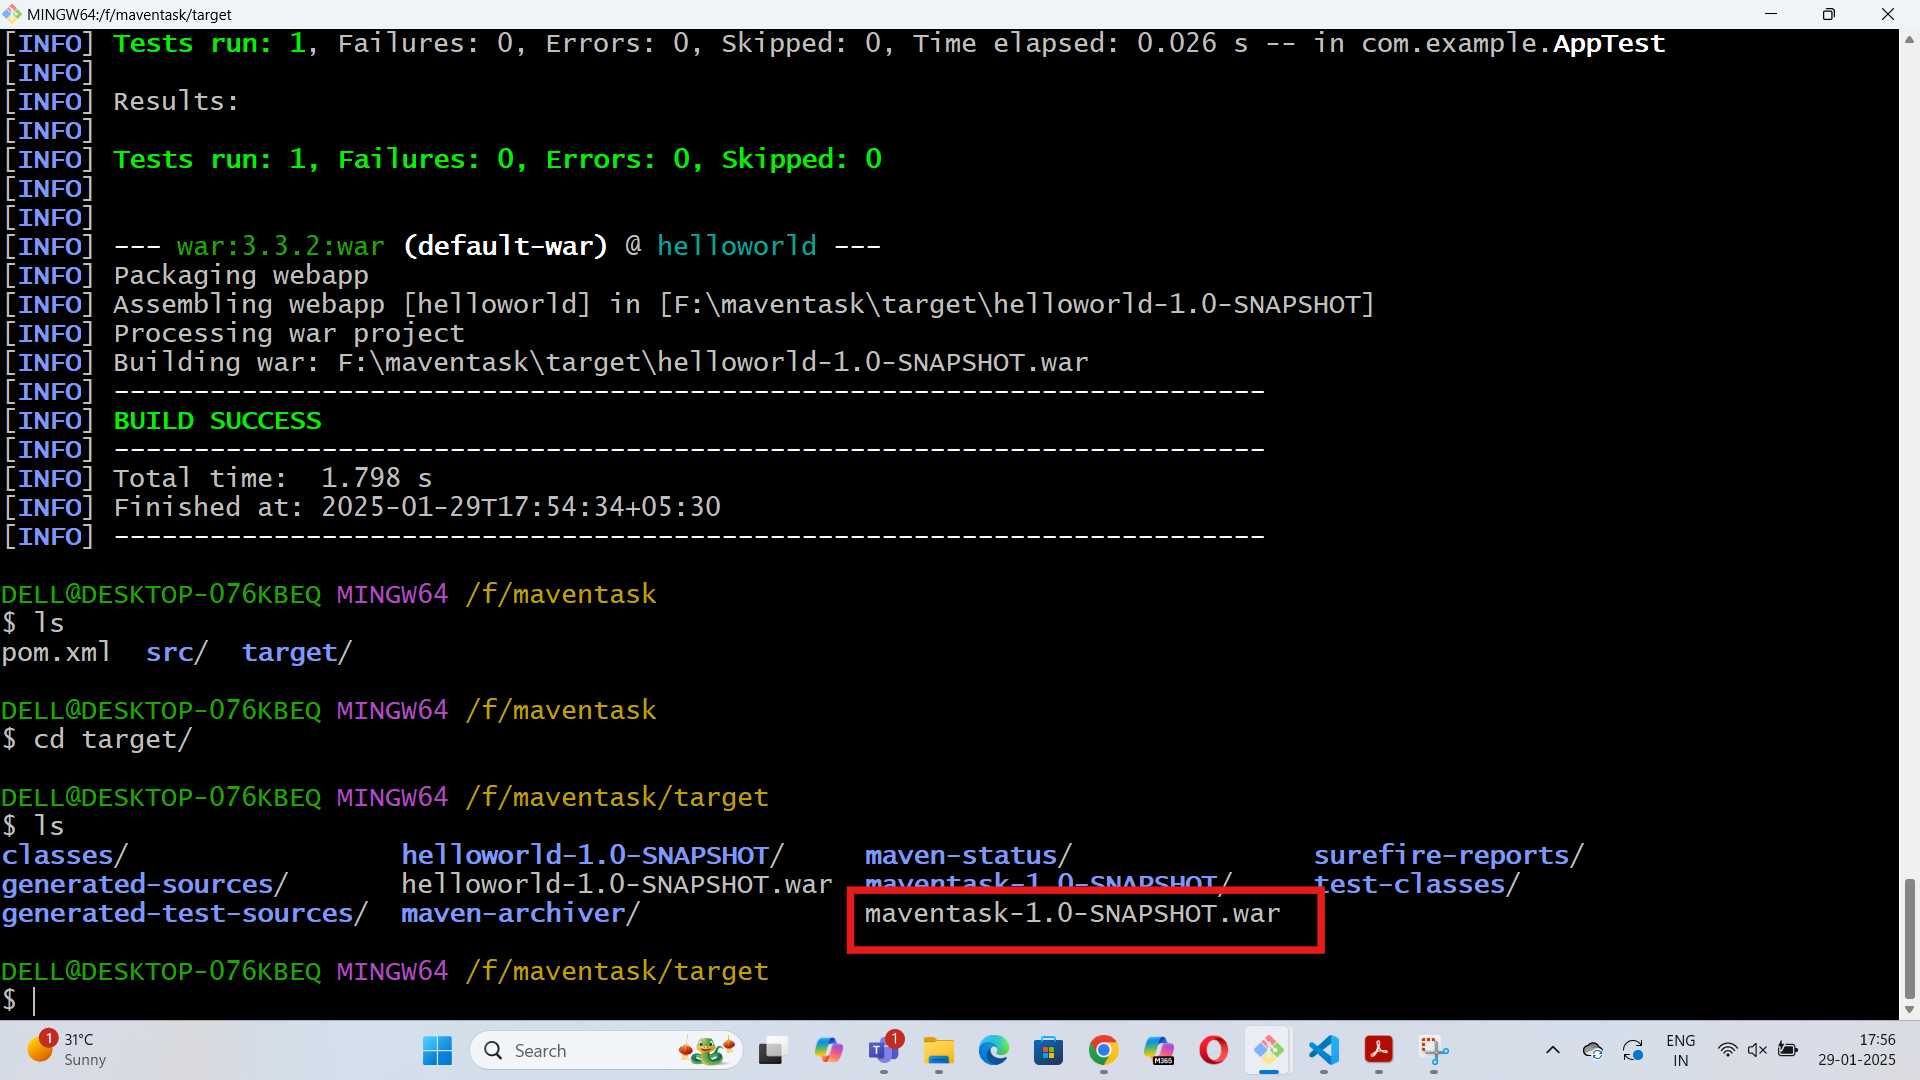 MINGW64:/f/maventask/target
[INFO] Tests run: 1, Failures: 0, Errors: 0, Skipped: 0, Time elapsed: 0.026 s -- in com.example.AppTest
[INFO]
[INFO] Results:
[INFO]
[INFO] Tests run: 1, Failures: 0, Errors: 0, Skipped: 0
[INFO]
[INFO]
[INFO] --- war:3.3.2:war (default-war) @ helloworld ---
[INFO] Packaging webapp
[INFO] Assembling webapp [helloworld] in [F:\maventask\target\helloworld-1.0-SNAPSHOT]
[INFO] Processing war project
[INFO] Building war: F:\maventask\target\helloworld-1.0-SNAPSHOT.war
[INFO] ------------------------------------------------------------------------
[INFO] BUILD SUCCESS
[INFO] ------------------------------------------------------------------------
[INFO] Total time:  1.798 s
[INFO] Finished at: 2025-01-29T17:54:34+05:30
[INFO] ------------------------------------------------------------------------
DELL@DESKTOP-076KBEQ MINGW64 /f/maventask
$ ls
pom.xml  src/  target/
DELL@DESKTOP-076KBEQ MINGW64 /f/maventask
$ cd target/
DELL@DESKTOP-076KBEQ MINGW64 /f/maventask/target
$ ls
classes/ helloworld-1.0-SNAPSHOT/ maven-status/ surefire-reports/
generated-sources/ helloworld-1.0-SNAPSHOT.war maventask-1.0-SNAPSHOT/ test-classes/
generated-test-sources/ maven-archiver/ maventask-1.0-SNAPSHOT.war
DELL@DESKTOP-076KBEQ MINGW64 /f/maventask/target
$
1 31°C
Sunny
Search
1
M365
ENG
IN
17:56
29-01-2025